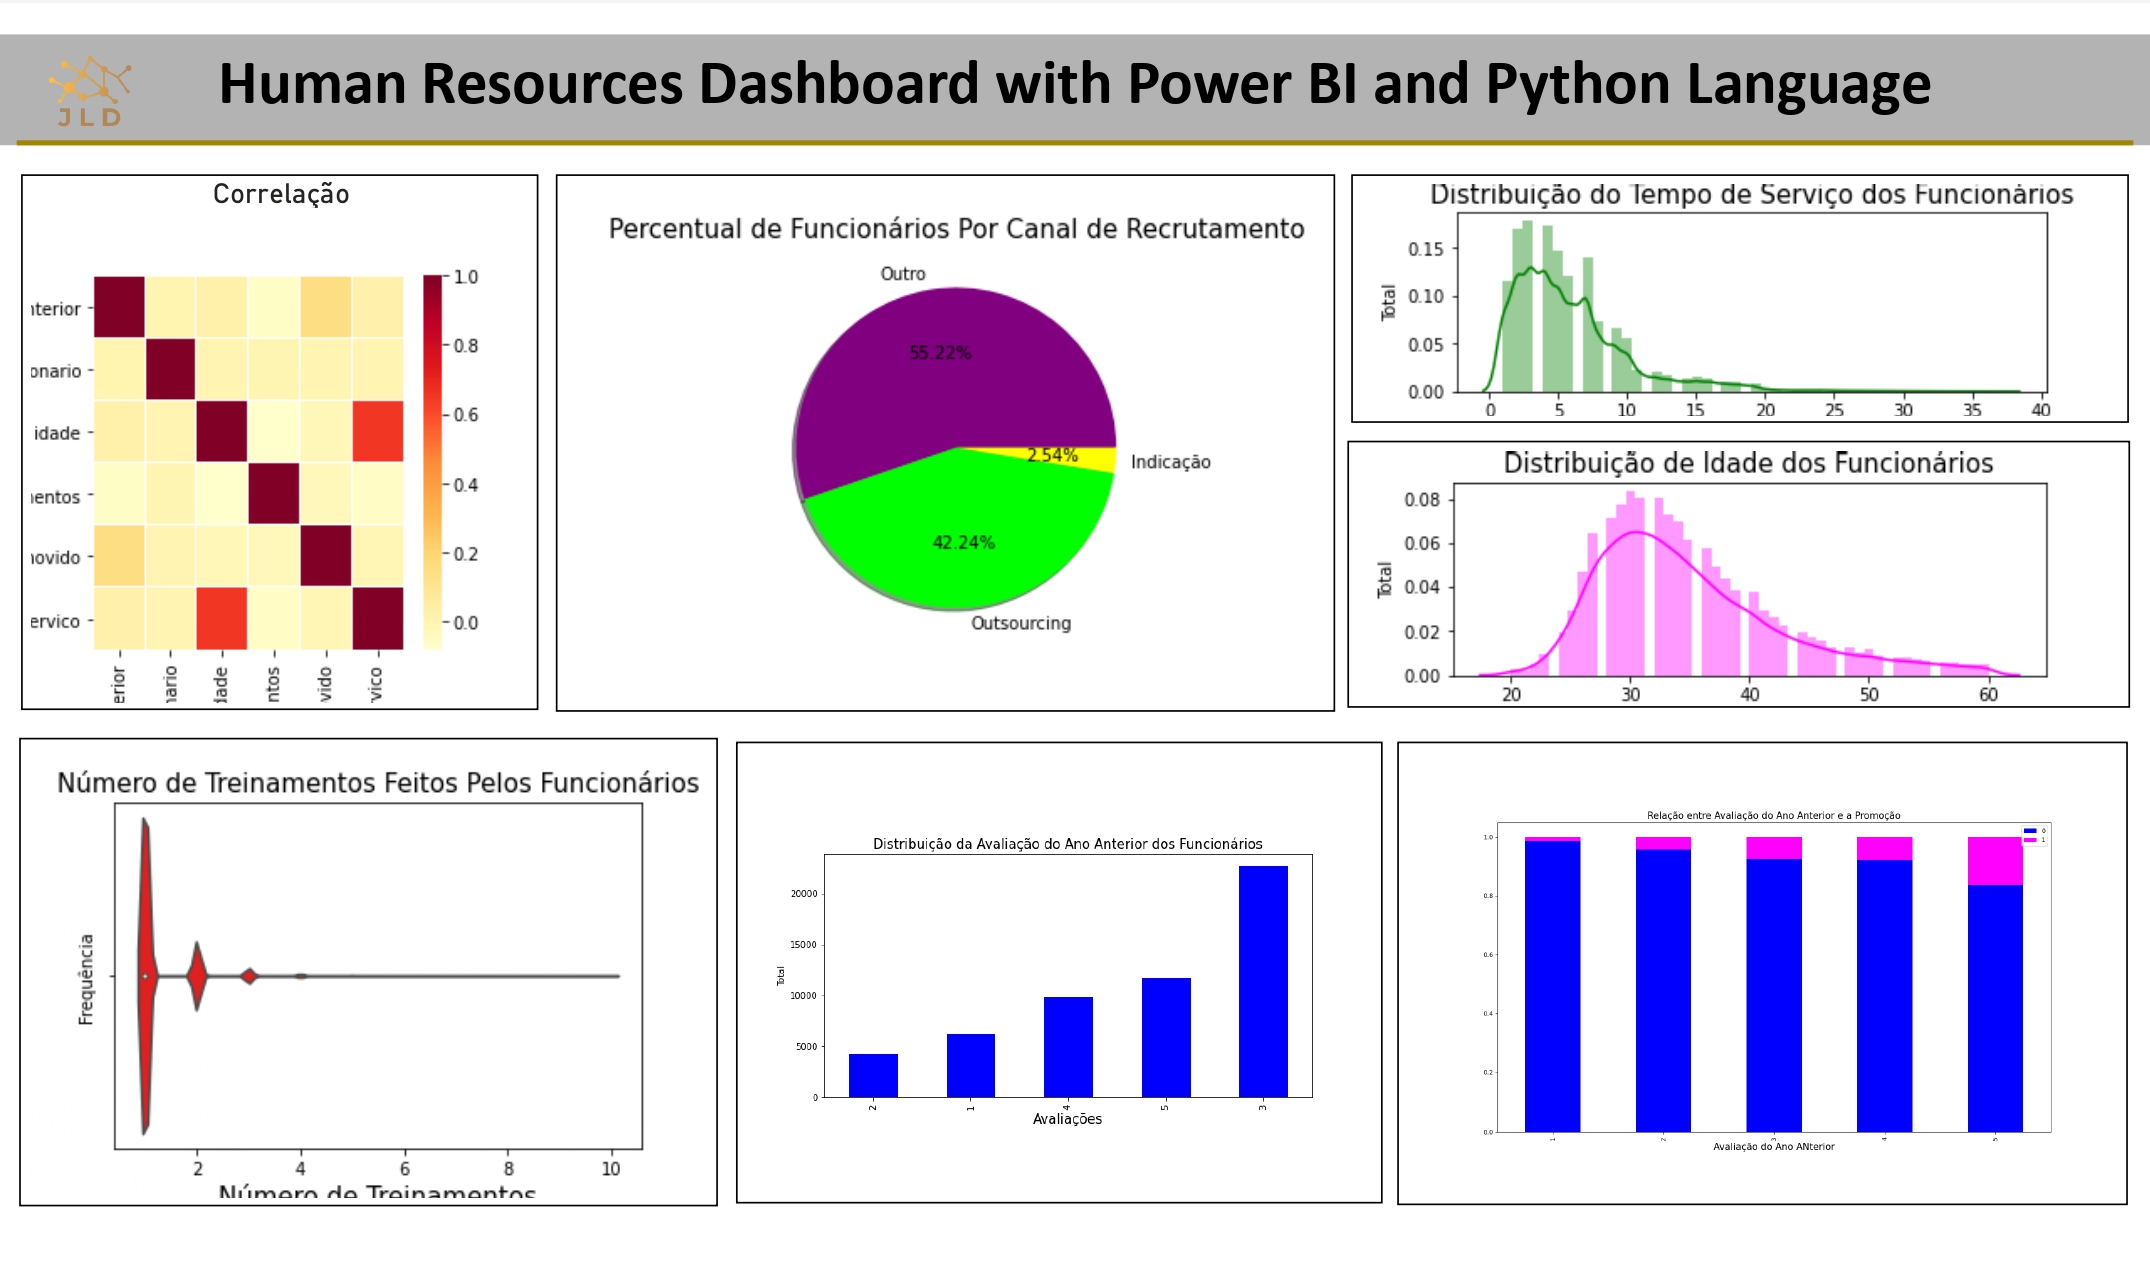 JLD
Human Resources Dashboard with Power BI and Python Language
Correlação
nterior
onario
idade
entos
novido
ervico
1.0
0.8
0.6
0.4
0.2
0.0
erior
nario
dade
ntos
vido
rvico
Percentual de Funcionários Por Canal de Recrutamento
Outro
55.22%
2.54%
Indicação
42.24%
Outsourcing
Distribuição do Tempo de Serviço dos Funcionários
Total
0.15
0.10
0.05
0.00
0 5 10 15 20 25 30 35 40
Distribuição de Idade dos Funcionários
Total
0.08
0.06
0.04
0.02
0.00
20 30 40 50 60
Número de Treinamentos Feitos Pelos Funcionários
Frequência
2 4 6 8 10
Número de Treinamentos
Distribuição da Avaliação do Ano Anterior dos Funcionários
Total
20000
15000
10000
5000
0
2 1 4 5 3
Avaliações
Relação entre Avaliação do Ano Anterior e a Promoção
0
1
1.0
0.8
0.6
0.4
0.2
0.0
1 2 3 4 5
Avaliação do Ano ANterior